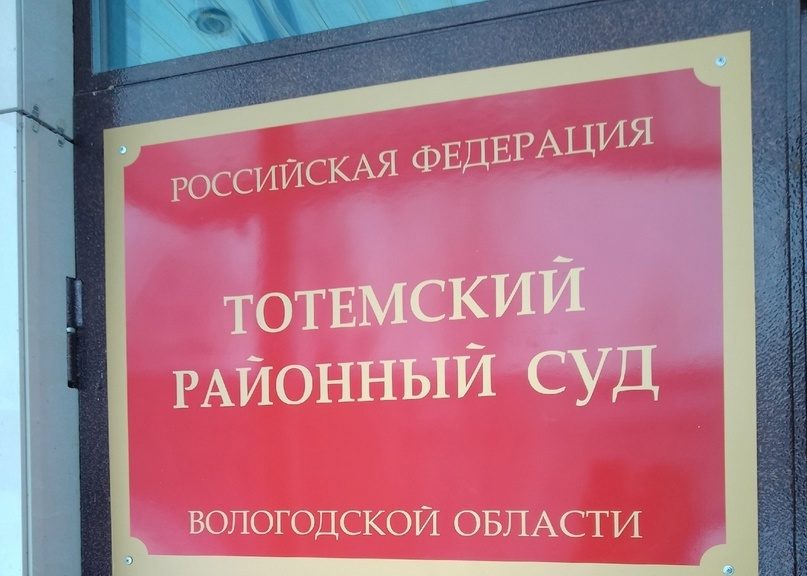 РОССИЙСКАЯ ФЕДЕРАЦИЯ
ТОТЕМСКИЙ
РАЙОННЫЙ СУД
ВОЛОГОДСКОЙ ОБЛАСТИ